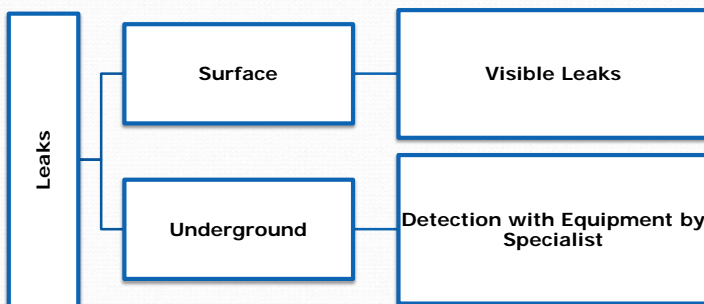 Leaks
Surface
Visible Leaks
Underground
Detection with Equipment by
Specialist